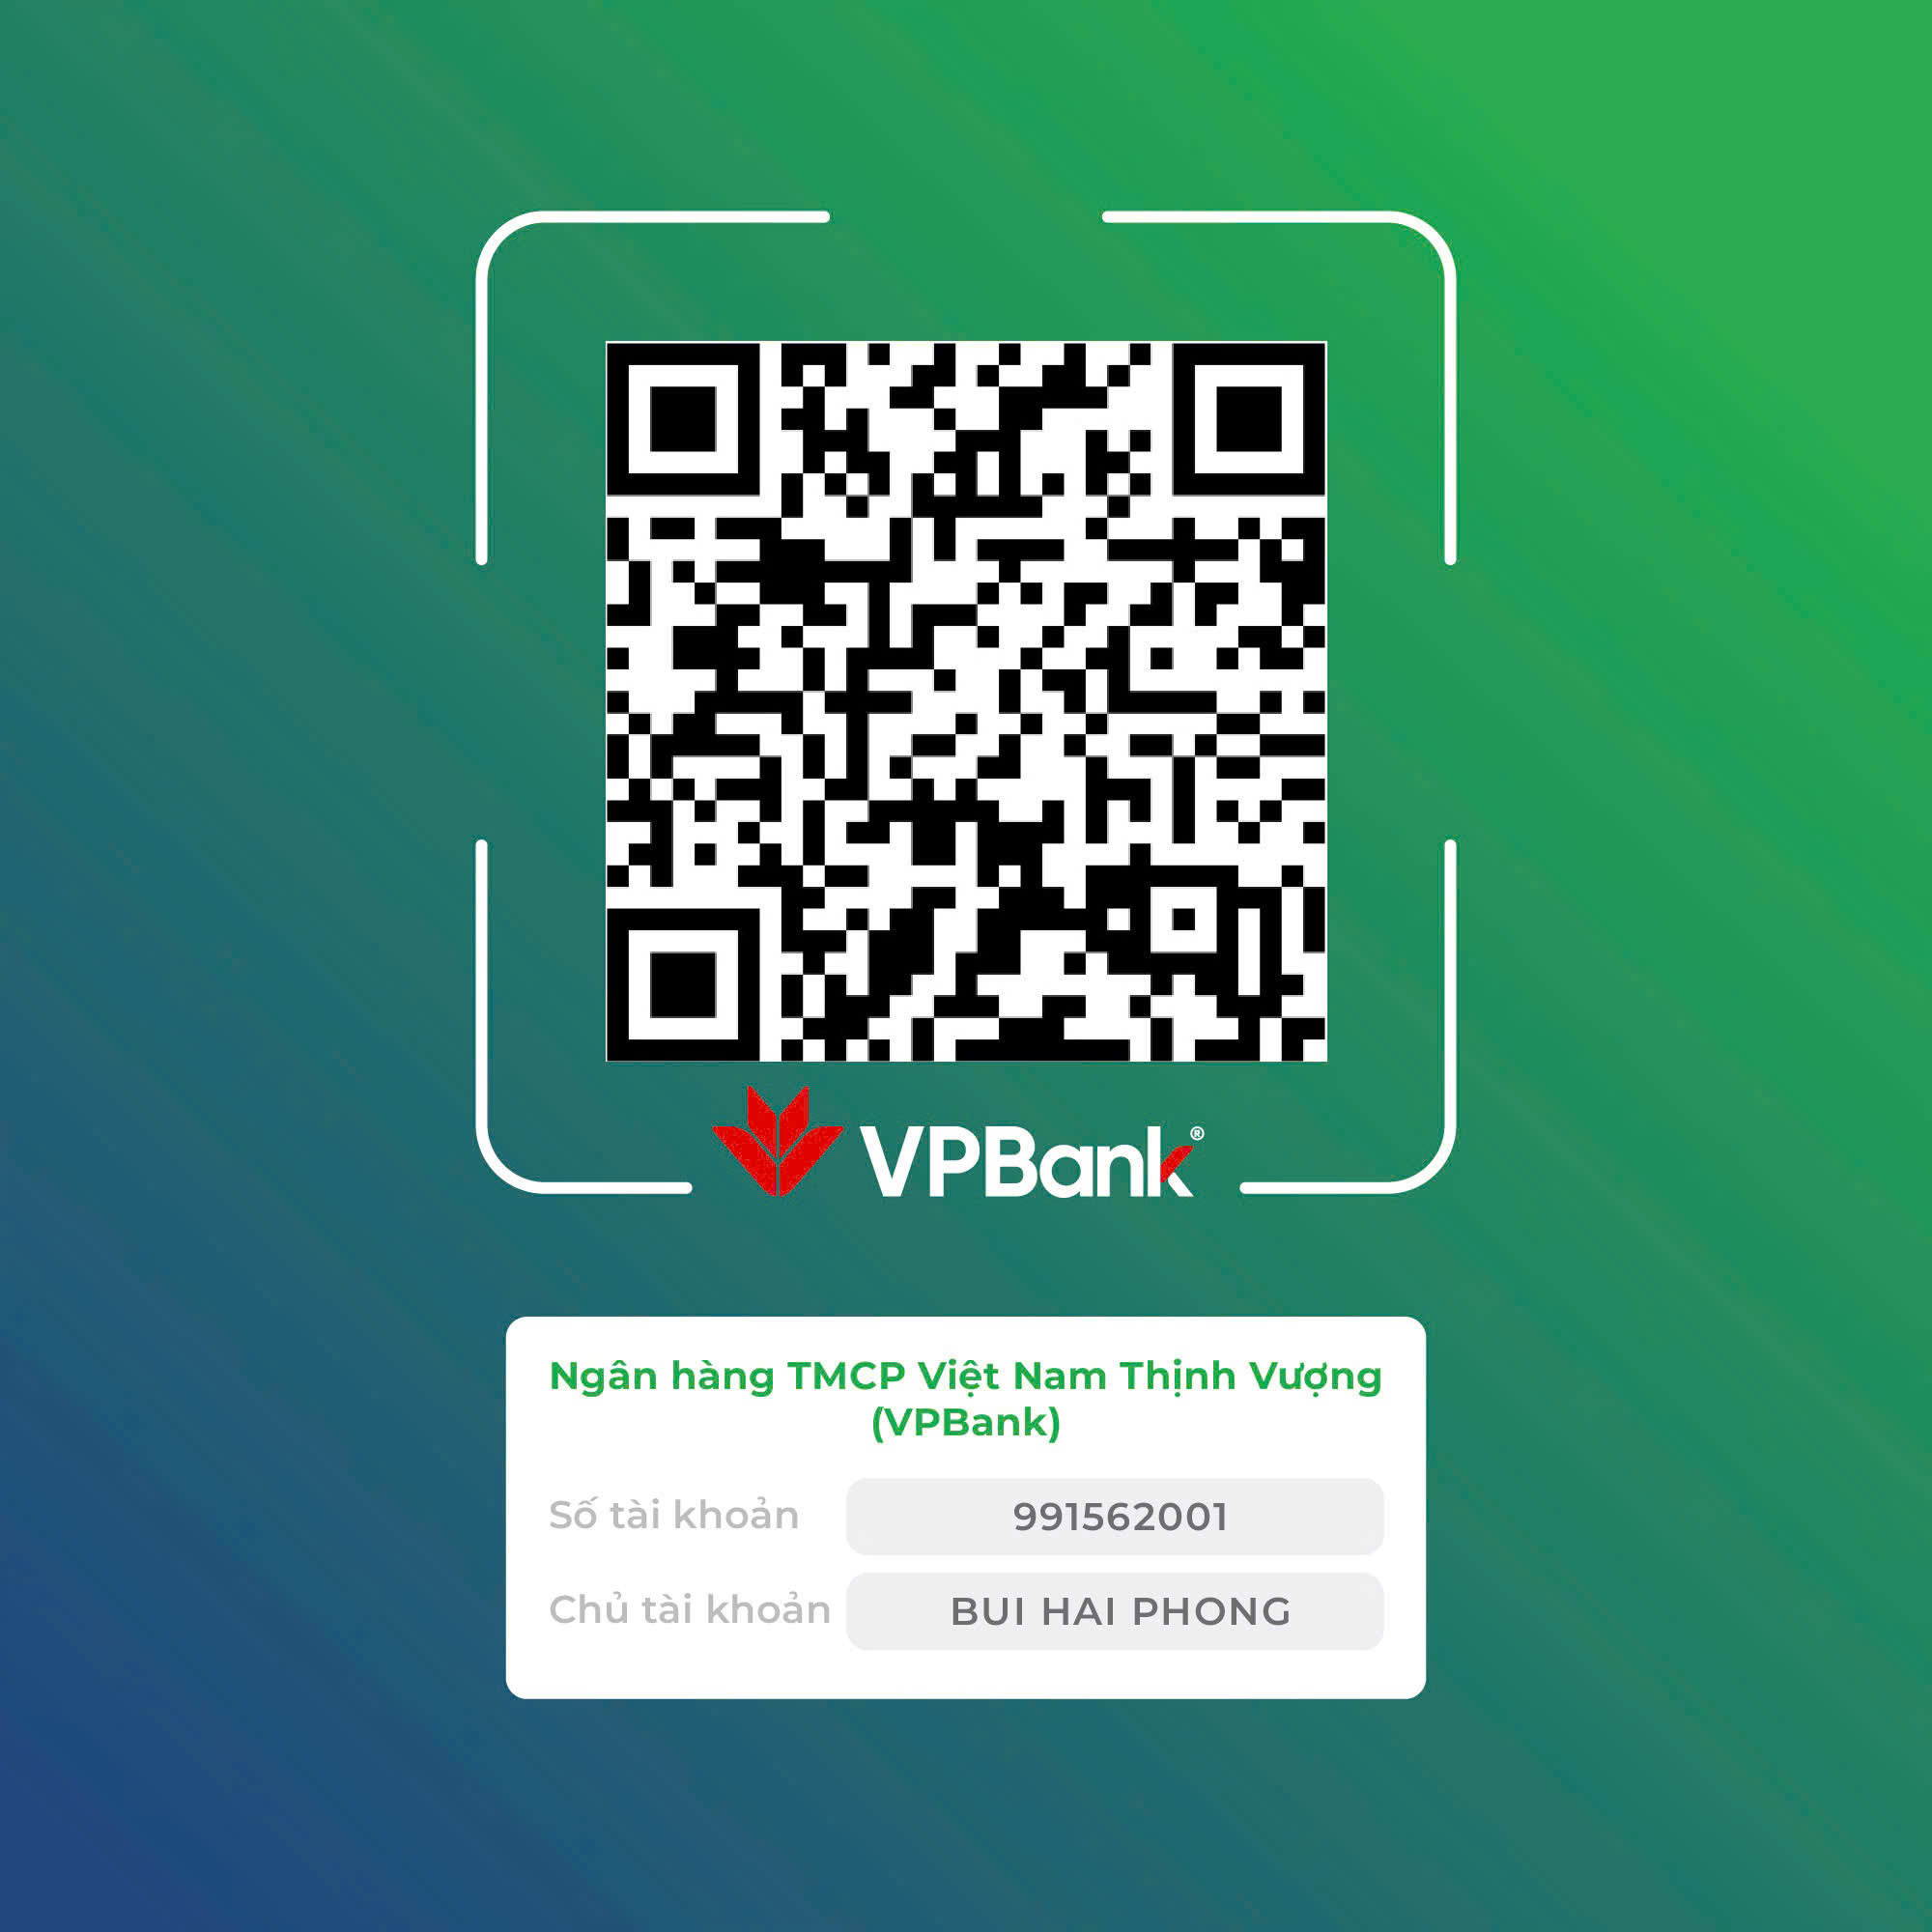 VPBank®
Ngân hàng TMCP Việt Nam Thịnh Vượng
(VPBank)
Số tài khoản 991562001
Chủ tài khoản BUI HAI PHONG